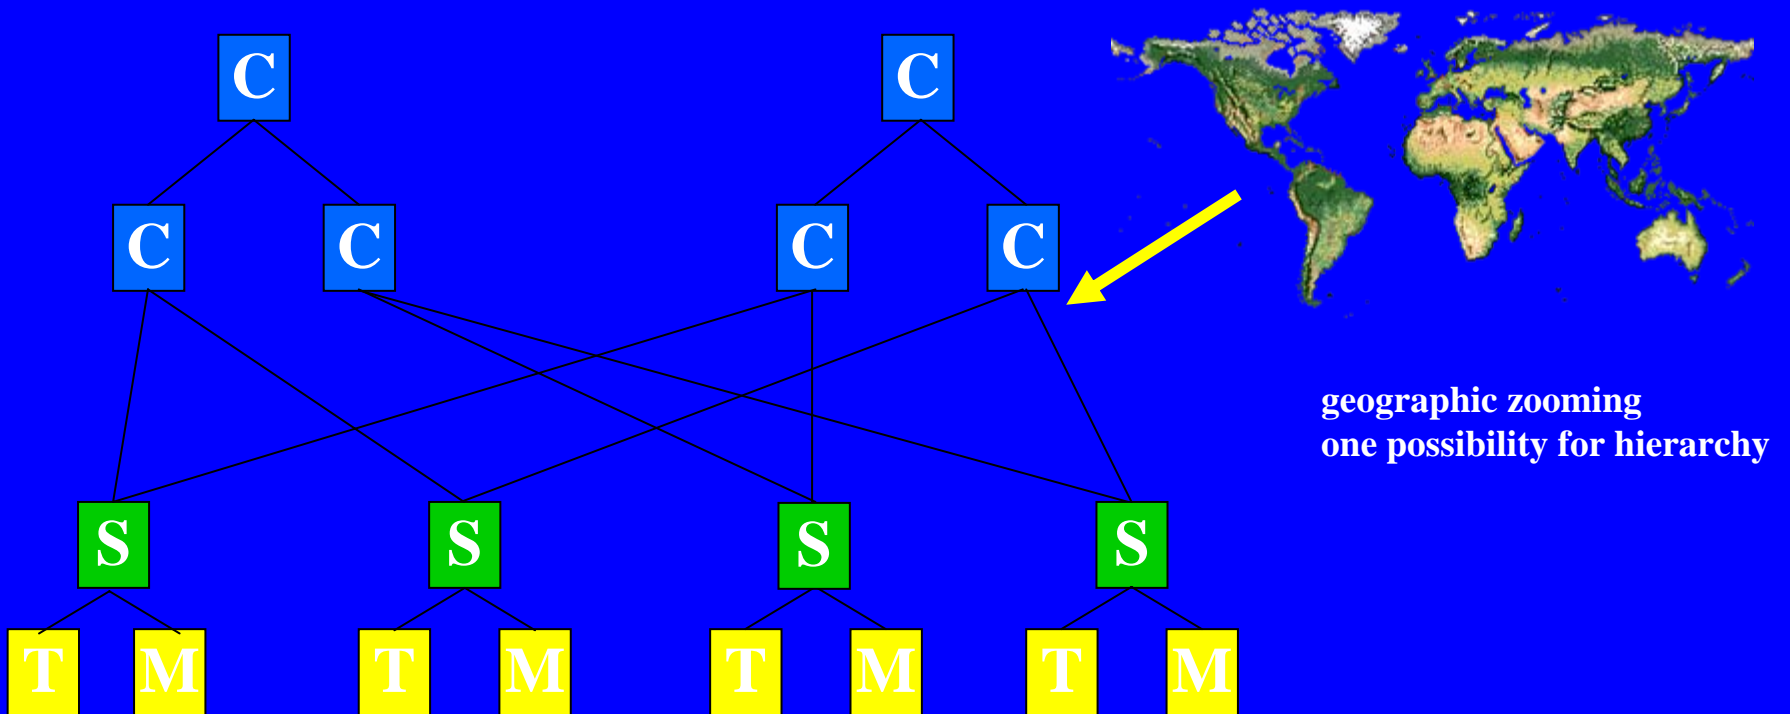 C C
C C C C
geographic zooming
one possibility for hierarchy
S S S S
T M T M T M T M